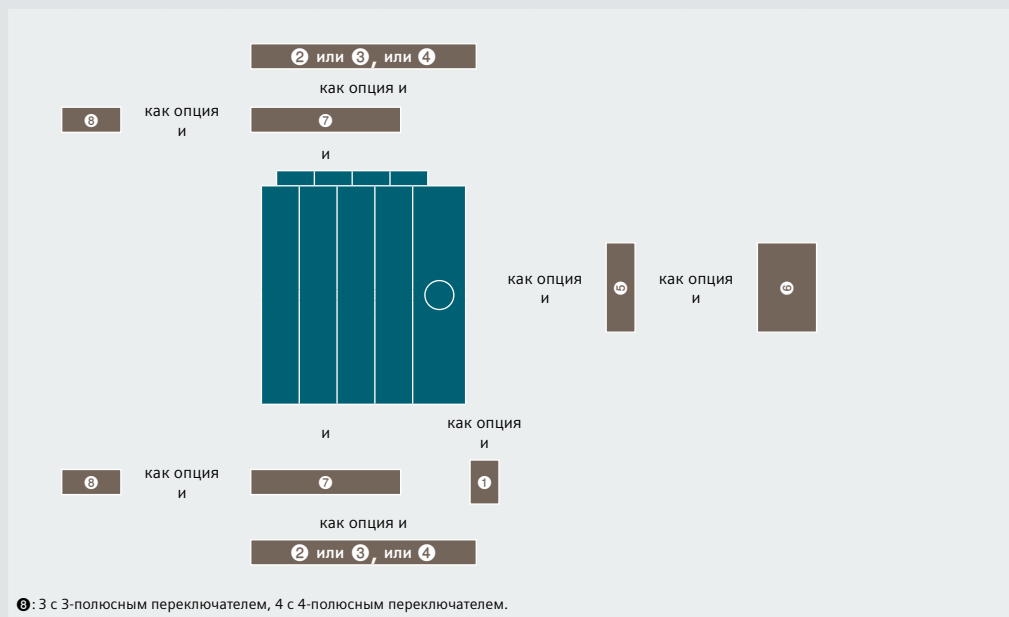 ❷ или ❸, или ❹
как опция и
❽
как опция
и
❼
и
как опция
и
❺
как опция
и
❻
и
как опция
и
❽
как опция
и
❼
❶
как опция и
❷ или ❸, или ❹
❽: 3 с 3-полюсным переключателем, 4 с 4-полюсным переключателем.